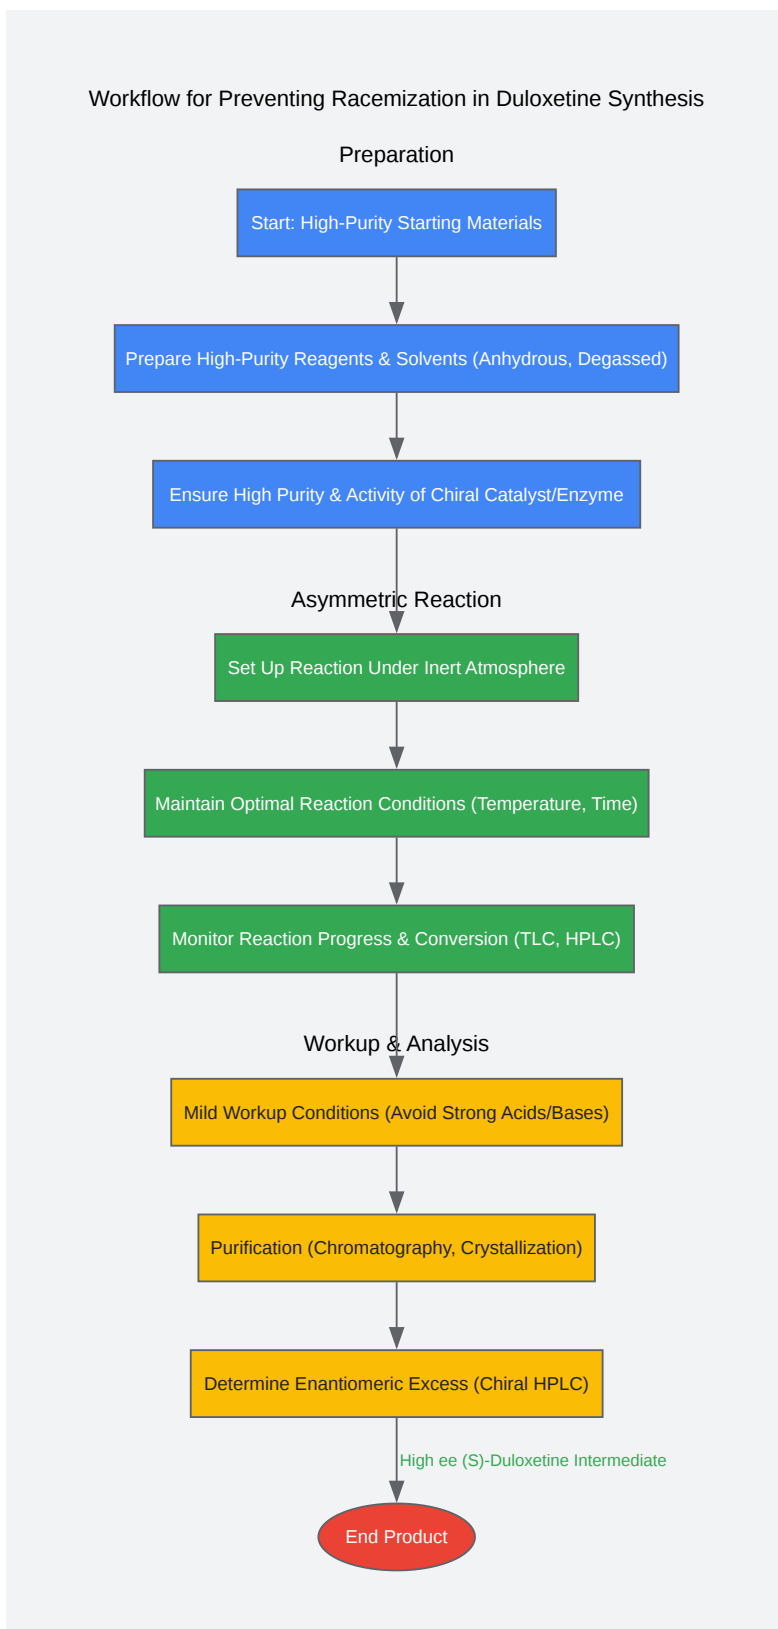 Workflow for Preventing Racemization in Duloxetine Synthesis
Preparation
Start: High-Purity Starting Materials
Prepare High-Purity Reagents & Solvents (Anhydrous, Degassed)
Ensure High Purity & Activity of Chiral Catalyst/Enzyme
Asymmetric Reaction
Set Up Reaction Under Inert Atmosphere
Maintain Optimal Reaction Conditions (Temperature, Time)
Monitor Reaction Progress & Conversion (TLC, HPLC)
Workup & Analysis
Mild Workup Conditions (Avoid Strong Acids/Bases)
Purification (Chromatography, Crystallization)
Determine Enantiomeric Excess (Chiral HPLC)
High ee (S)-Duloxetine Intermediate
End Product